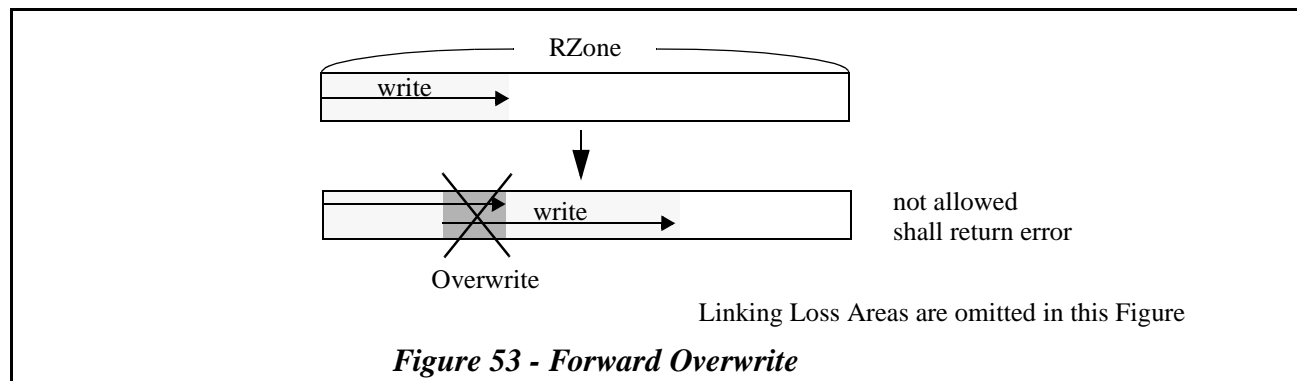 RZone
write
write
not allowed
shall return error
Overwrite
Linking Loss Areas are omitted in this Figure
Figure 53 - Forward Overwrite